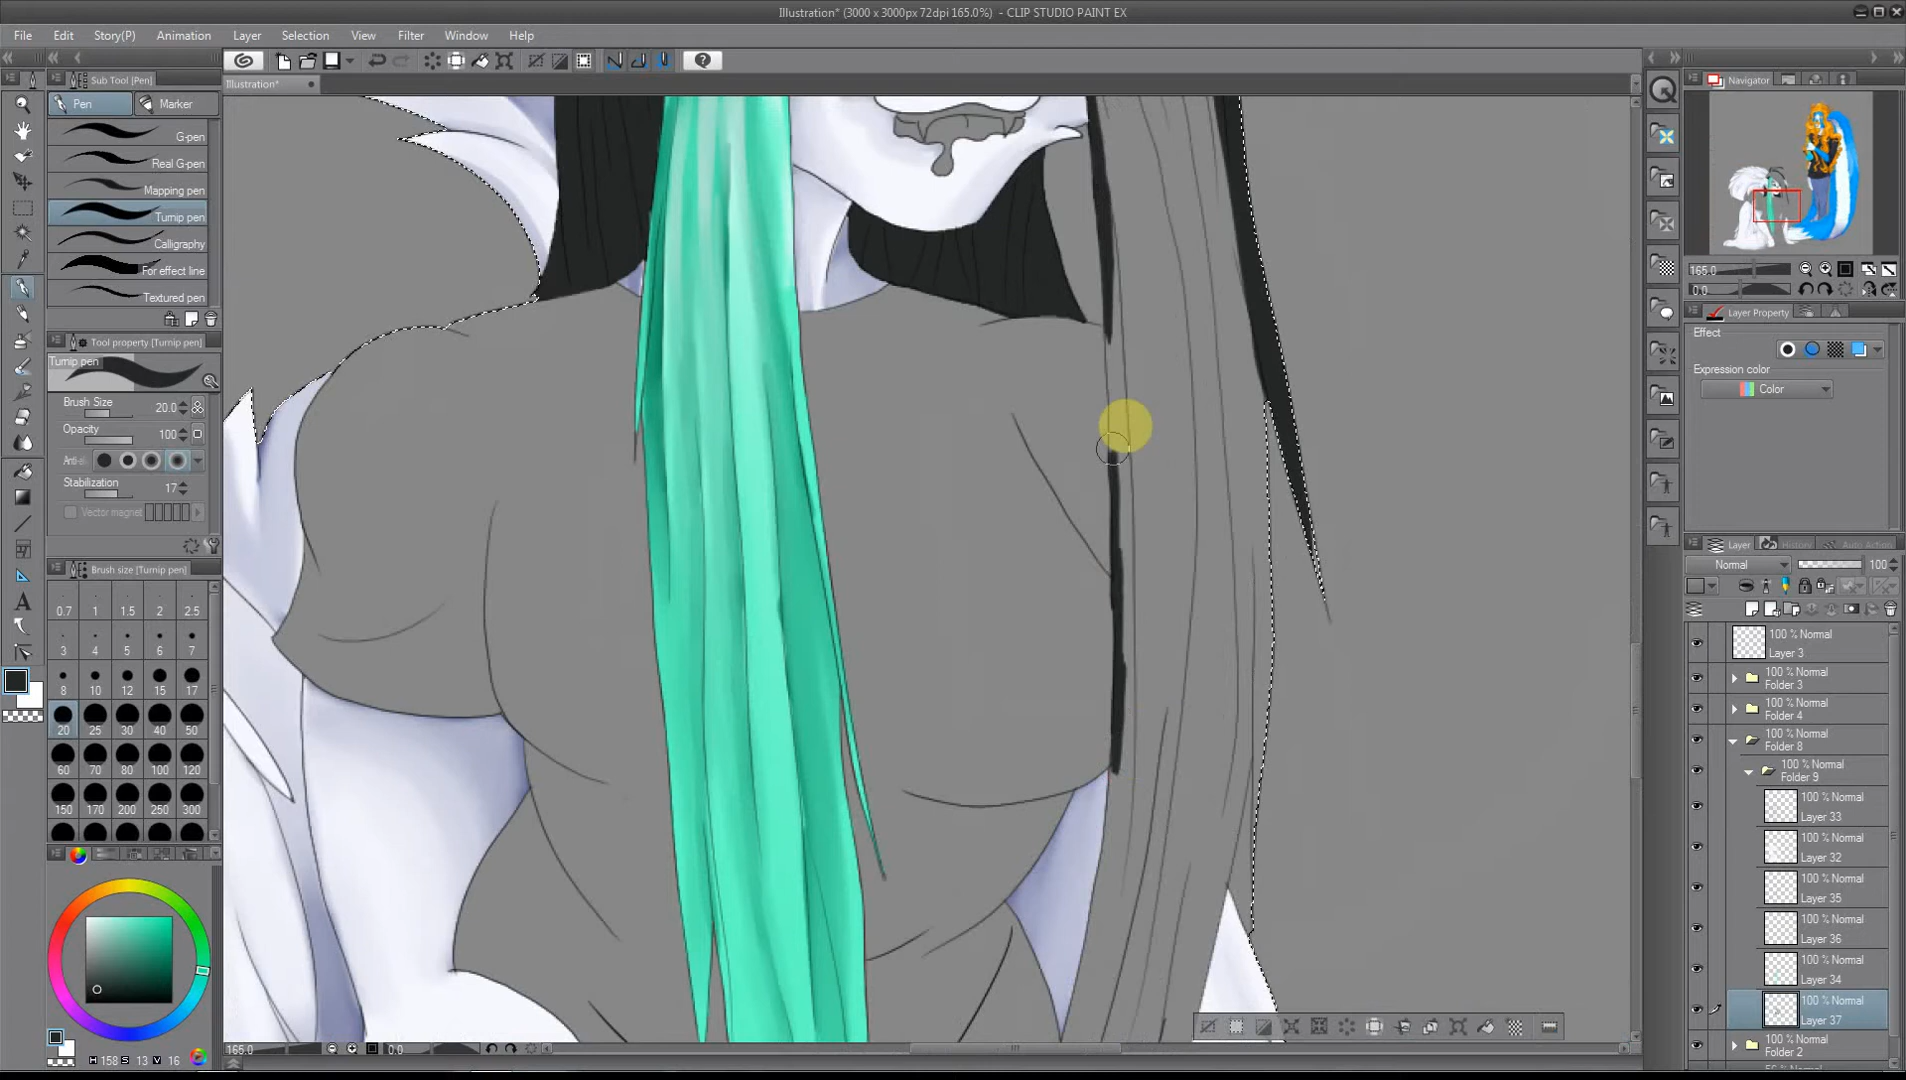 Illustration* (3000 x 3000px 72dpi 165.0%) - CLIP STUDIO PAINT EX
File Edit Story(P) Animation Layer Selection View Filter Window Help
Illustration*
Sub Tool [Pen]
Pen Marker
G-pen
Real G-pen
Mapping pen
Turnip pen
Calligraphy
For effect line
Textured pen
Tool property [Turnip pen]
Turnip pen
Brush Size 20.0
Opacity 100
Anti-a
Stabilization 17
Vector magnet
Brush size [Turnip pen]
0.7 1 1.5 2 2.5
3 4 5 6 7
8 10 12 15 17
20 25 30 40 50
60 70 80 100 120
150 170 200 250 300
H 158 S 13 V 16
165.0 0.0
Navigator
165.0
0.0
Layer Property
Effect
Expression color
Color
Layer History Auto Action
Normal 100
100 % Normal
Layer 3
100 % Normal
Folder 3
100 % Normal
Folder 4
100 % Normal
Folder 8
100 % Normal
Folder 9
100 % Normal
Layer 33
100 % Normal
Layer 32
100 % Normal
Layer 35
100 % Normal
Layer 36
100 % Normal
Layer 34
100 % Normal
Layer 37
100 % Normal
Folder 2